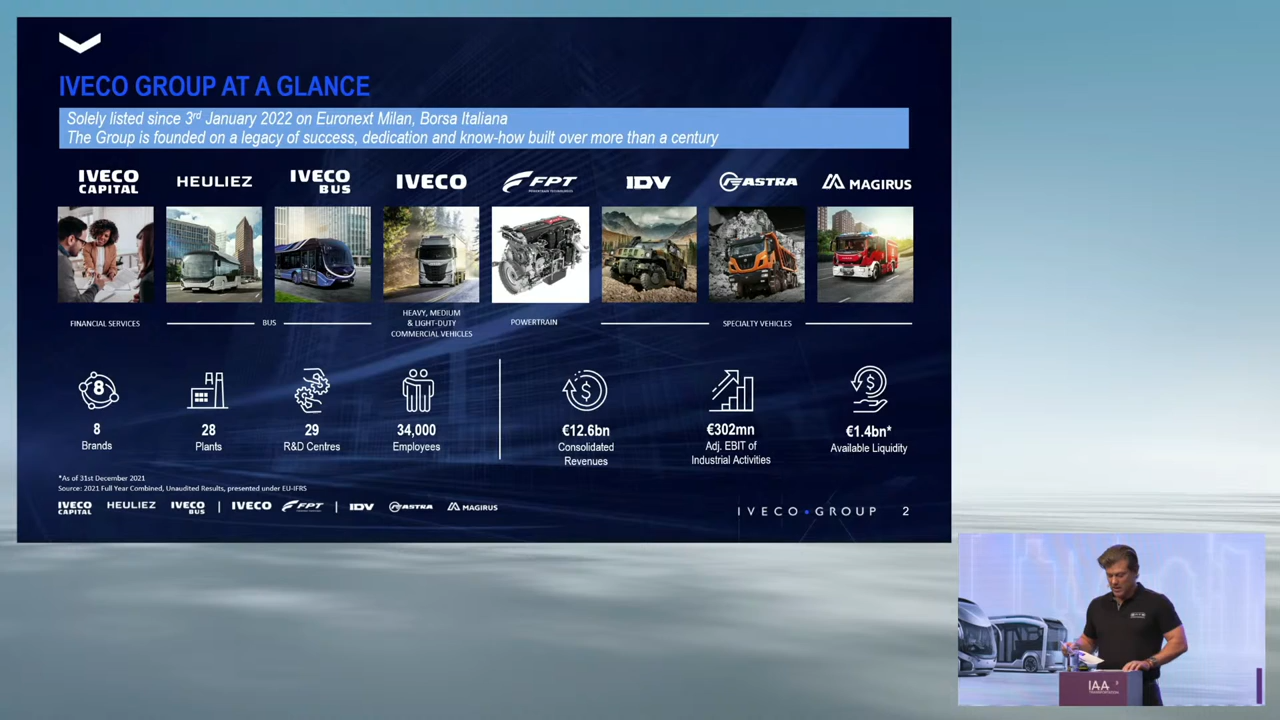 IVECO GROUP AT A GLANCE
Solely listed since 3rd January 2022 on Euronext Milan, Borsa Italiana
The Group is founded on a legacy of success, dedication and know-how built over more than a century
IVECO CAPITAL
HEULIEZ
IVECO BUS
IVECO
FPT
IDV
ASTRA
MAGIRUS
FINANCIAL SERVICES
BUS
HEAVY, MEDIUM
& LIGHT-DUTY
COMMERCIAL VEHICLES
POWERTRAIN
SPECIALTY VEHICLES
8
8
Brands
28
Plants
29
R&D Centres
34,000
Employees
€12.6bn
Consolidated
Revenues
€302mn
Adj. EBIT of
Industrial Activities
€1.4bn*
Available Liquidity
*As of 31st December 2021
Source: 2021 Full Year Combined, Unaudited Results, presented under EU-IFRS
IVECO CAPITAL HEULIEZ IVECO BUS | IVECO FPT | IDV ASTRA MAGIRUS
IVECO•GROUP 2
IAA